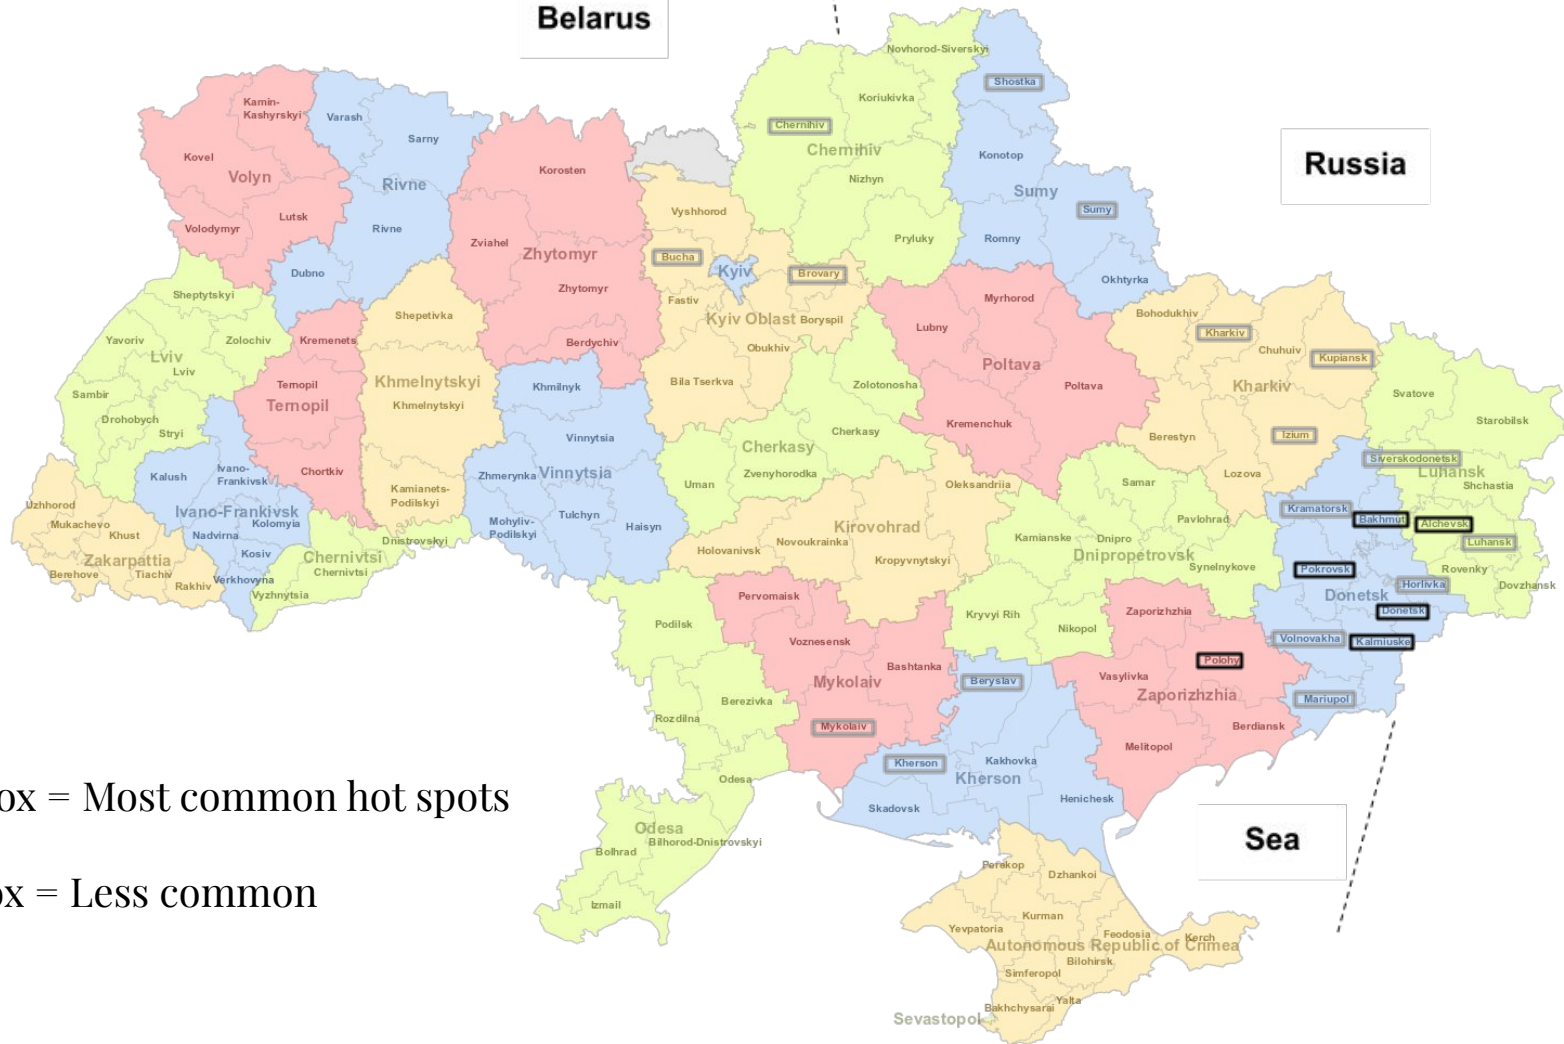 Belarus
Russia
Sea
Novhorod-Siverskyi
Shostka
Koriukivka
Chernihiv
Chernihiv
Konotop
Nizhyn
Sumy
Sumy
Pryluky
Romny
Okhtyrka
Kamin-
Kashyrskyi
Varash
Sarny
Kovel
Volyn
Rivne
Lutsk
Volodymyr
Rivne
Dubno
Korosten
Zviahel
Zhytomyr
Zhytomyr
Berdychiv
Vyshhorod
Bucha
Kyiv
Brovary
Fastiv
Kyiv Oblast
Boryspil
Obukhiv
Bila Tserkva
Sheptytskyi
Yavoriv
Zolochiv
Lviv
Lviv
Sambir
Drohobych
Stryi
Kremenets
Ternopil
Ternopil
Chortkiv
Shepetivka
Khmelnytskyi
Khmelnytskyi
Kamianets-
Podilskyi
Khmilnyk
Vinnytsia
Zhmerynka
Vinnytsia
Tulchyn
Mohyliv-
Podilskyi
Haisyn
Zolotonosha
Cherkasy
Cherkasy
Zvenyhorodka
Uman
Myrhorod
Lubny
Poltava
Poltava
Kremenchuk
Bohodukhiv
Kharkiv
Chuhuiv
Kupiansk
Kharkiv
Berestyn
Izium
Lozova
Svatove
Starobilsk
Siverskodonetsk
Luhansk
Shchastia
Alchevsk
Luhansk
Rovenky
Dovzhansk
Kramatorsk
Bakhmut
Pokrovsk
Horlivka
Donetsk
Donetsk
Volnovakha
Kalmiuske
Mariupol
Uzhhorod
Mukachevo
Khust
Zakarpattia
Berehove
Tiachiv
Rakhiv
Kalush
Ivano-
Frankivsk
Ivano-Frankivsk
Kolomyia
Nadvirna
Kosiv
Verkhovyna
Dnistrovskyi
Chernivtsi
Chernivtsi
Vyzhnytsia
Oleksandriia
Kirovohrad
Novoukrainka
Holovanivsk
Kropyvnytskyi
Samar
Pavlohrad
Kamianske
Dnipro
Dnipropetrovsk
Synelnykove
Kryvyi Rih
Nikopol
Pervomaisk
Voznesensk
Bashtanka
Mykolaiv
Mykolaiv
Zaporizhzhia
Polohy
Vasylivka
Zaporizhzhia
Berdiansk
Melitopol
Beryslav
Kherson
Kakhovka
Kherson
Henichesk
Skadovsk
Podilsk
Berezivka
Rozdilna
Odesa
Odesa
Bilhorod-Dnistrovskyi
Bolhrad
Izmail
Perekop
Dzhankoi
Kurman
Yevpatoria
Feodosia
Kerch
Autonomous Republic of Crimea
Bilohirsk
Simferopol
Yalta
Bakhchysarai
Sevastopol
ox = Most common hot spots
ox = Less common